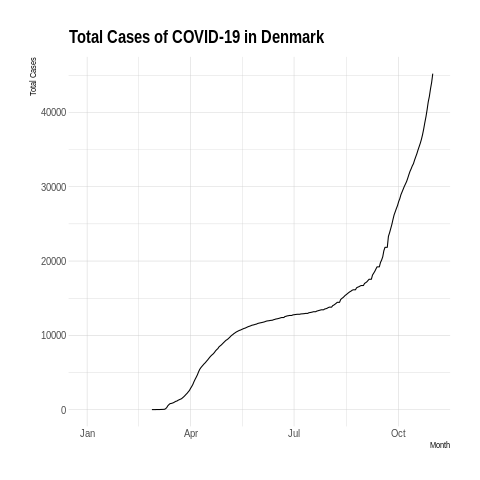 Total Cases of COVID-19 in Denmark
Total Cases
40000
30000
20000
10000
0
Jan Apr Jul Oct
Month